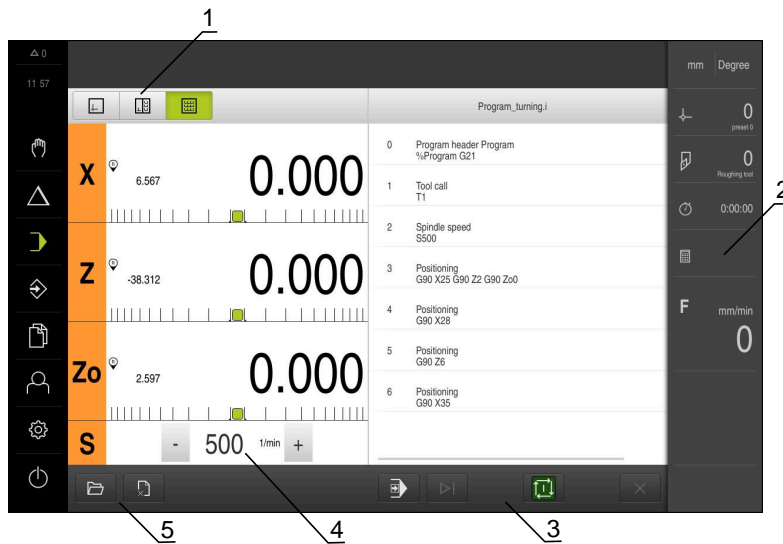 1
△ 0
11 57
mm Degree
Program_turning.i
0
preset 0
0
Roughing tool
0:00:00
2
F mm/min
0
X R 6.567 0.000
Z R -38.312 0.000
Zo R 2.597 0.000
S - 500 1/min +
0 Program header Program
%Program G21
1 Tool call
T1
2 Spindle speed
S500
3 Positioning
G90 X25 G90 Z2 G90 Zo0
4 Positioning
G90 X28
5 Positioning
G90 Z6
6 Positioning
G90 X35
5
4
3